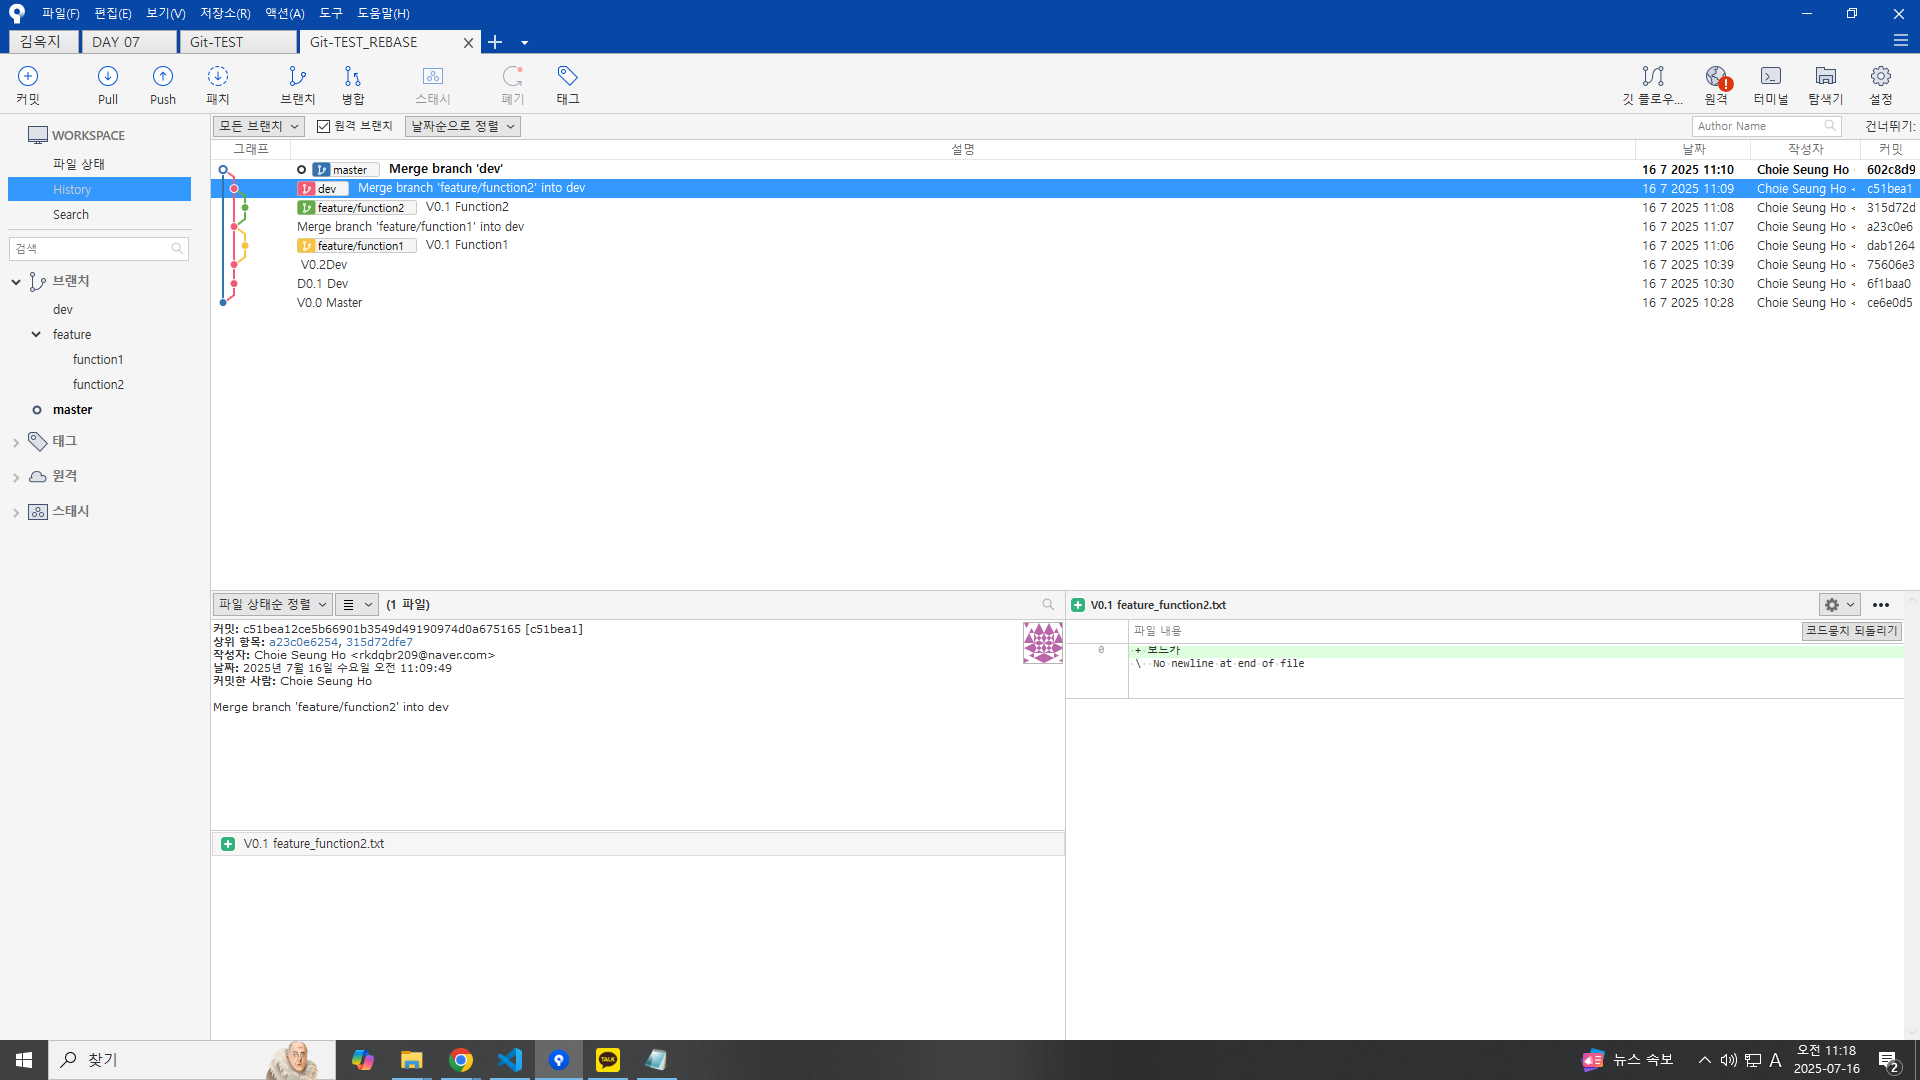 파일(F) 편집(E) 보기(V) 저장소(R) 액션(A) 도구 도움말(H)
김옥지 DAY 07 Git-TEST Git-TEST_REBASE
커밋 Pull Push 패치 브랜치 병합 스태시 폐기 태그 깃 플로우... 원격 터미널 탐색기 설정
WORKSPACE
파일 상태
History
Search
검색
브랜치
dev
feature
function1
function2
master
태그
원격
스태시
모든 브랜치 원격 브랜치 날짜순으로 정렬 Author Name 건너뛰기:
그래프 설명 날짜 작성자 커밋
master Merge branch 'dev' 16 7 2025 11:10 Choie Seung Ho 602c8d9
dev Merge branch 'feature/function2' into dev 16 7 2025 11:09 Choie Seung Ho < c51bea1
feature/function2 V0.1 Function2 16 7 2025 11:08 Choie Seung Ho < 315d72d
Merge branch 'feature/function1' into dev 16 7 2025 11:07 Choie Seung Ho < a23c0e6
feature/function1 V0.1 Function1 16 7 2025 11:06 Choie Seung Ho < dab1264
V0.2Dev 16 7 2025 10:39 Choie Seung Ho < 75606e3
D0.1 Dev 16 7 2025 10:30 Choie Seung Ho < 6f1baa0
V0.0 Master 16 7 2025 10:28 Choie Seung Ho < ce6e0d5
파일 상태순 정렬 (1 파일)
커밋: c51bea12ce5b66901b3549d49190974d0a675165 [c51bea1]
상위 항목: a23c0e6254, 315d72dfe7
작성자: Choie Seung Ho <rkdqbr209@naver.com>
날짜: 2025년 7월 16일 수요일 오전 11:09:49
커밋한 사람: Choie Seung Ho
Merge branch 'feature/function2' into dev
V0.1 feature_function2.txt
V0.1 feature_function2.txt
파일 내용 코드뭉치 되돌리기
0 +
\ No newline at end of file
찾기
TALK
뉴스 속보
A
오전 11:18
2025-07-16
2